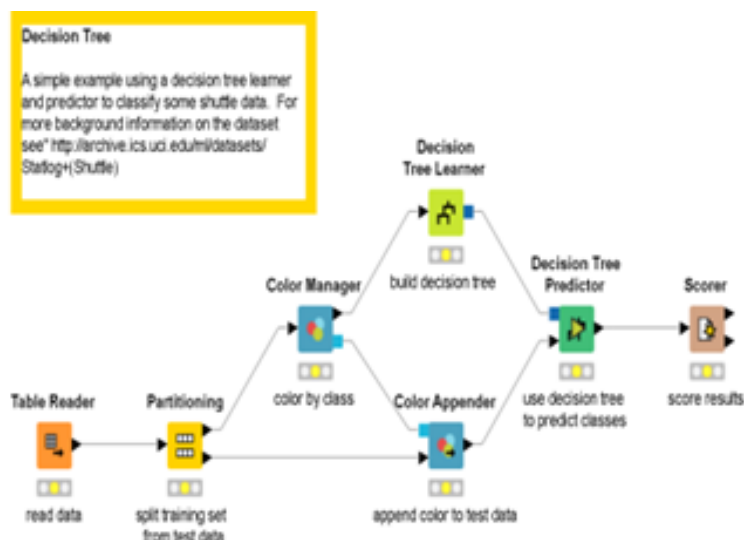 Decision Tree
A simple example using a decision tree learner
and predictor to classify some shuttle data. For
more background information on the dataset
see" http://archive.ics.uci.edu/ml/datasets/
Statlog+(Shuttle)
Decision
Tree Learner
build decision tree
Color Manager
color by class
Decision Tree
Predictor
use decision tree
to predict classes
Scorer
score results
Table Reader
read data
Partitioning
split training set
from test data
Color Appender
append color to test data